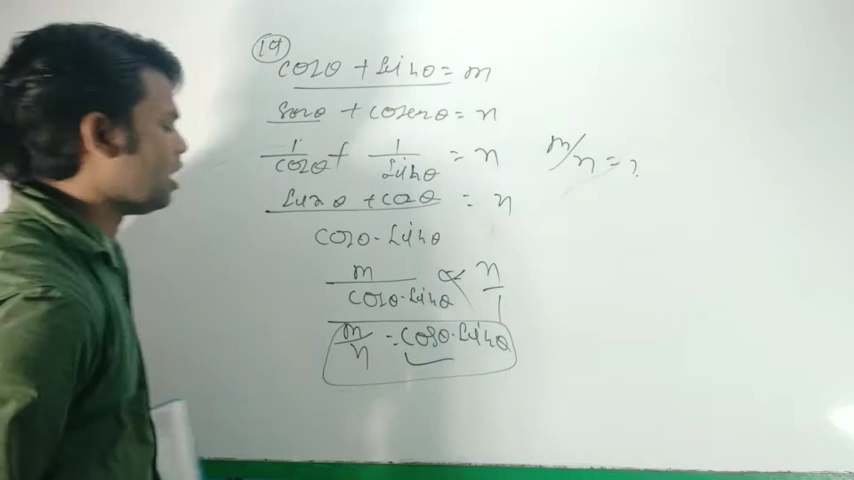 19
cosθ + sinθ = m
secθ + cosecθ = n
1/cosθ + 1/sinθ = n
m/n = ?
sinθ + cosθ / cosθ · sinθ = n
m / cosθ · sinθ = n / 1
m/n = cosθ · sinθ